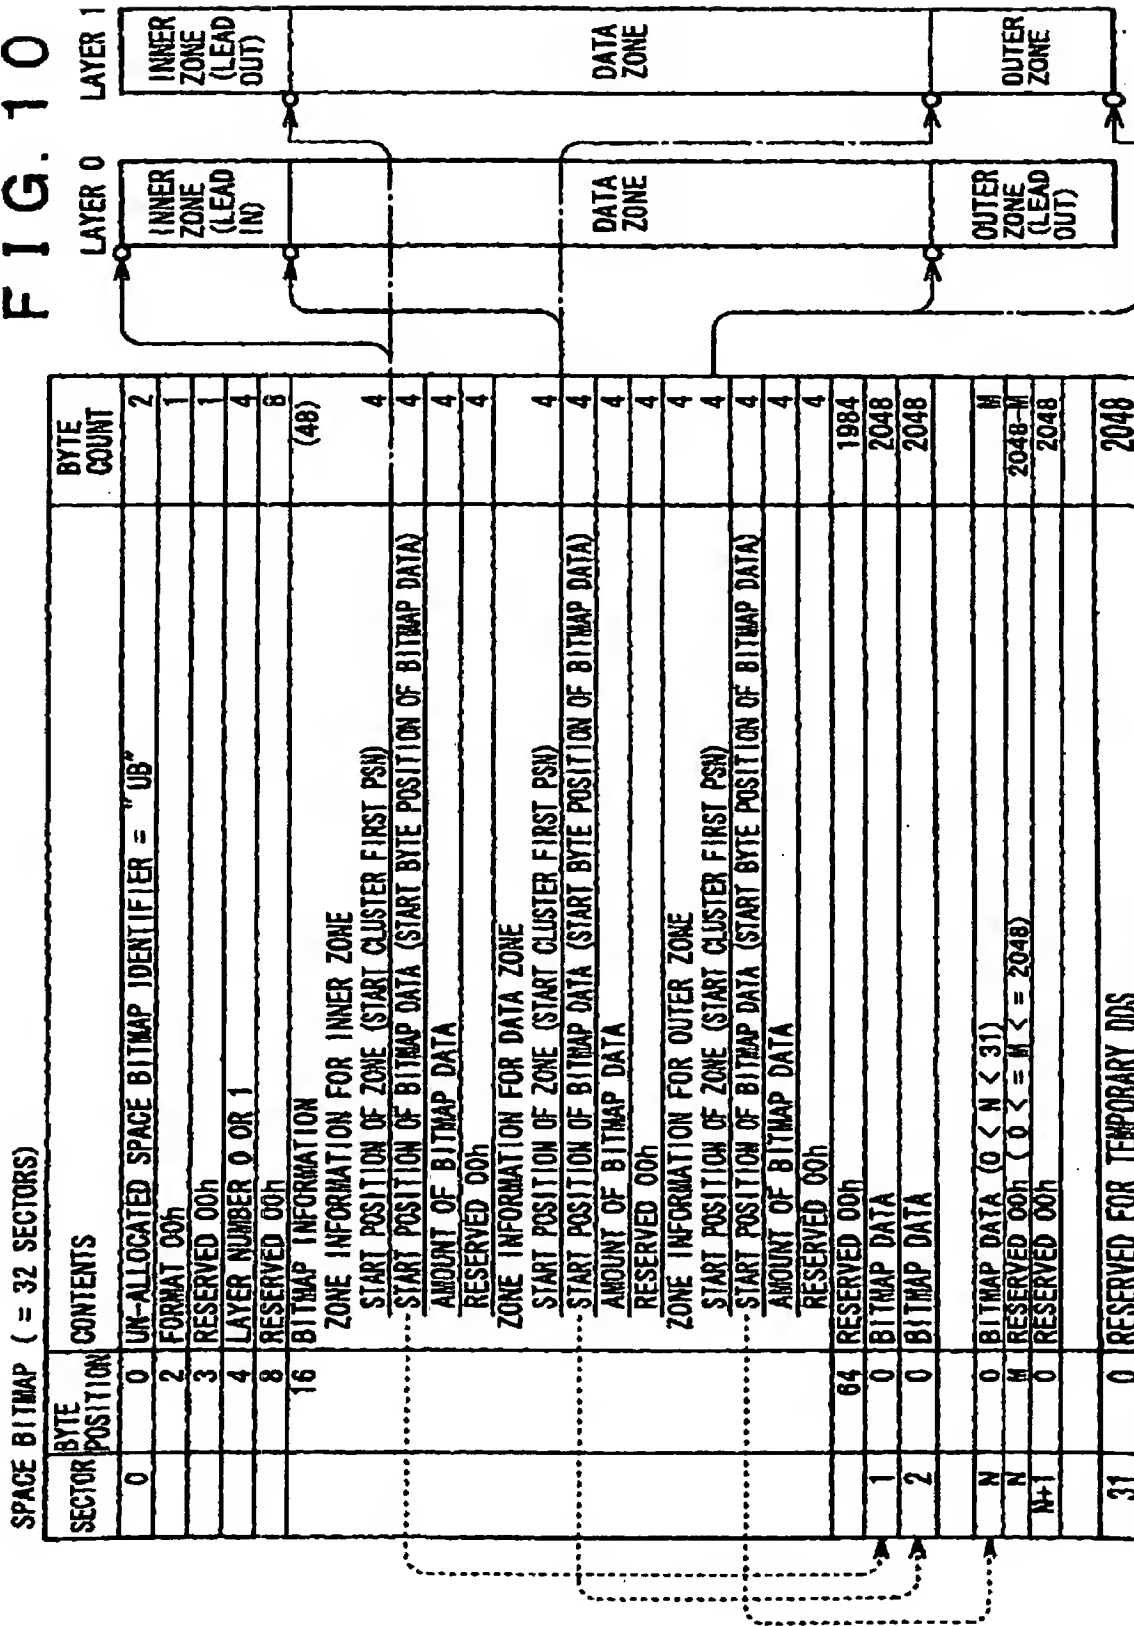 FIG. 10
SPACE BITMAP ( = 32 SECTORS)
SECTOR BYTE POSITION CONTENTS BYTE COUNT
0 0 UN-ALLOCATED SPACE BITMAP IDENTIFIER = "UB" 2
2 FORMAT 00h 1
3 RESERVED 00h 1
4 LAYER NUMBER 0 OR 1 4
8 RESERVED 00h 8
16 BITMAP INFORMATION (48)
ZONE INFORMATION FOR INNER ZONE
START POSITION OF ZONE (START CLUSTER FIRST PSN) 4
START POSITION OF BITMAP DATA (START BYTE POSITION OF BITMAP DATA) 4
AMOUNT OF BITMAP DATA 4
RESERVED 00h 4
ZONE INFORMATION FOR DATA ZONE
START POSITION OF ZONE (START CLUSTER FIRST PSN) 4
START POSITION OF BITMAP DATA (START BYTE POSITION OF BITMAP DATA) 4
AMOUNT OF BITMAP DATA 4
RESERVED 00h 4
ZONE INFORMATION FOR OUTER ZONE 4
START POSITION OF ZONE (START CLUSTER FIRST PSN) 4
START POSITION OF BITMAP DATA (START BYTE POSITION OF BITMAP DATA) 4
AMOUNT OF BITMAP DATA 4
RESERVED 00h 4
64 RESERVED 00h 1984
1 0 BITMAP DATA 2048
2 0 BITMAP DATA 2048
N 0 BITMAP DATA (0 < N < 31) M
N M RESERVED 00h ( 0 < = M < = 2048) 2048-M
N+1 0 RESERVED 00h 2048
31 0 RESERVED FOR TEMPORARY DDS 2048
LAYER 0
INNER
ZONE
(LEAD
IN)
DATA
ZONE
OUTER
ZONE
(LEAD
OUT)
LAYER 1
INNER
ZONE
(LEAD
OUT)
DATA
ZONE
OUTER
ZONE